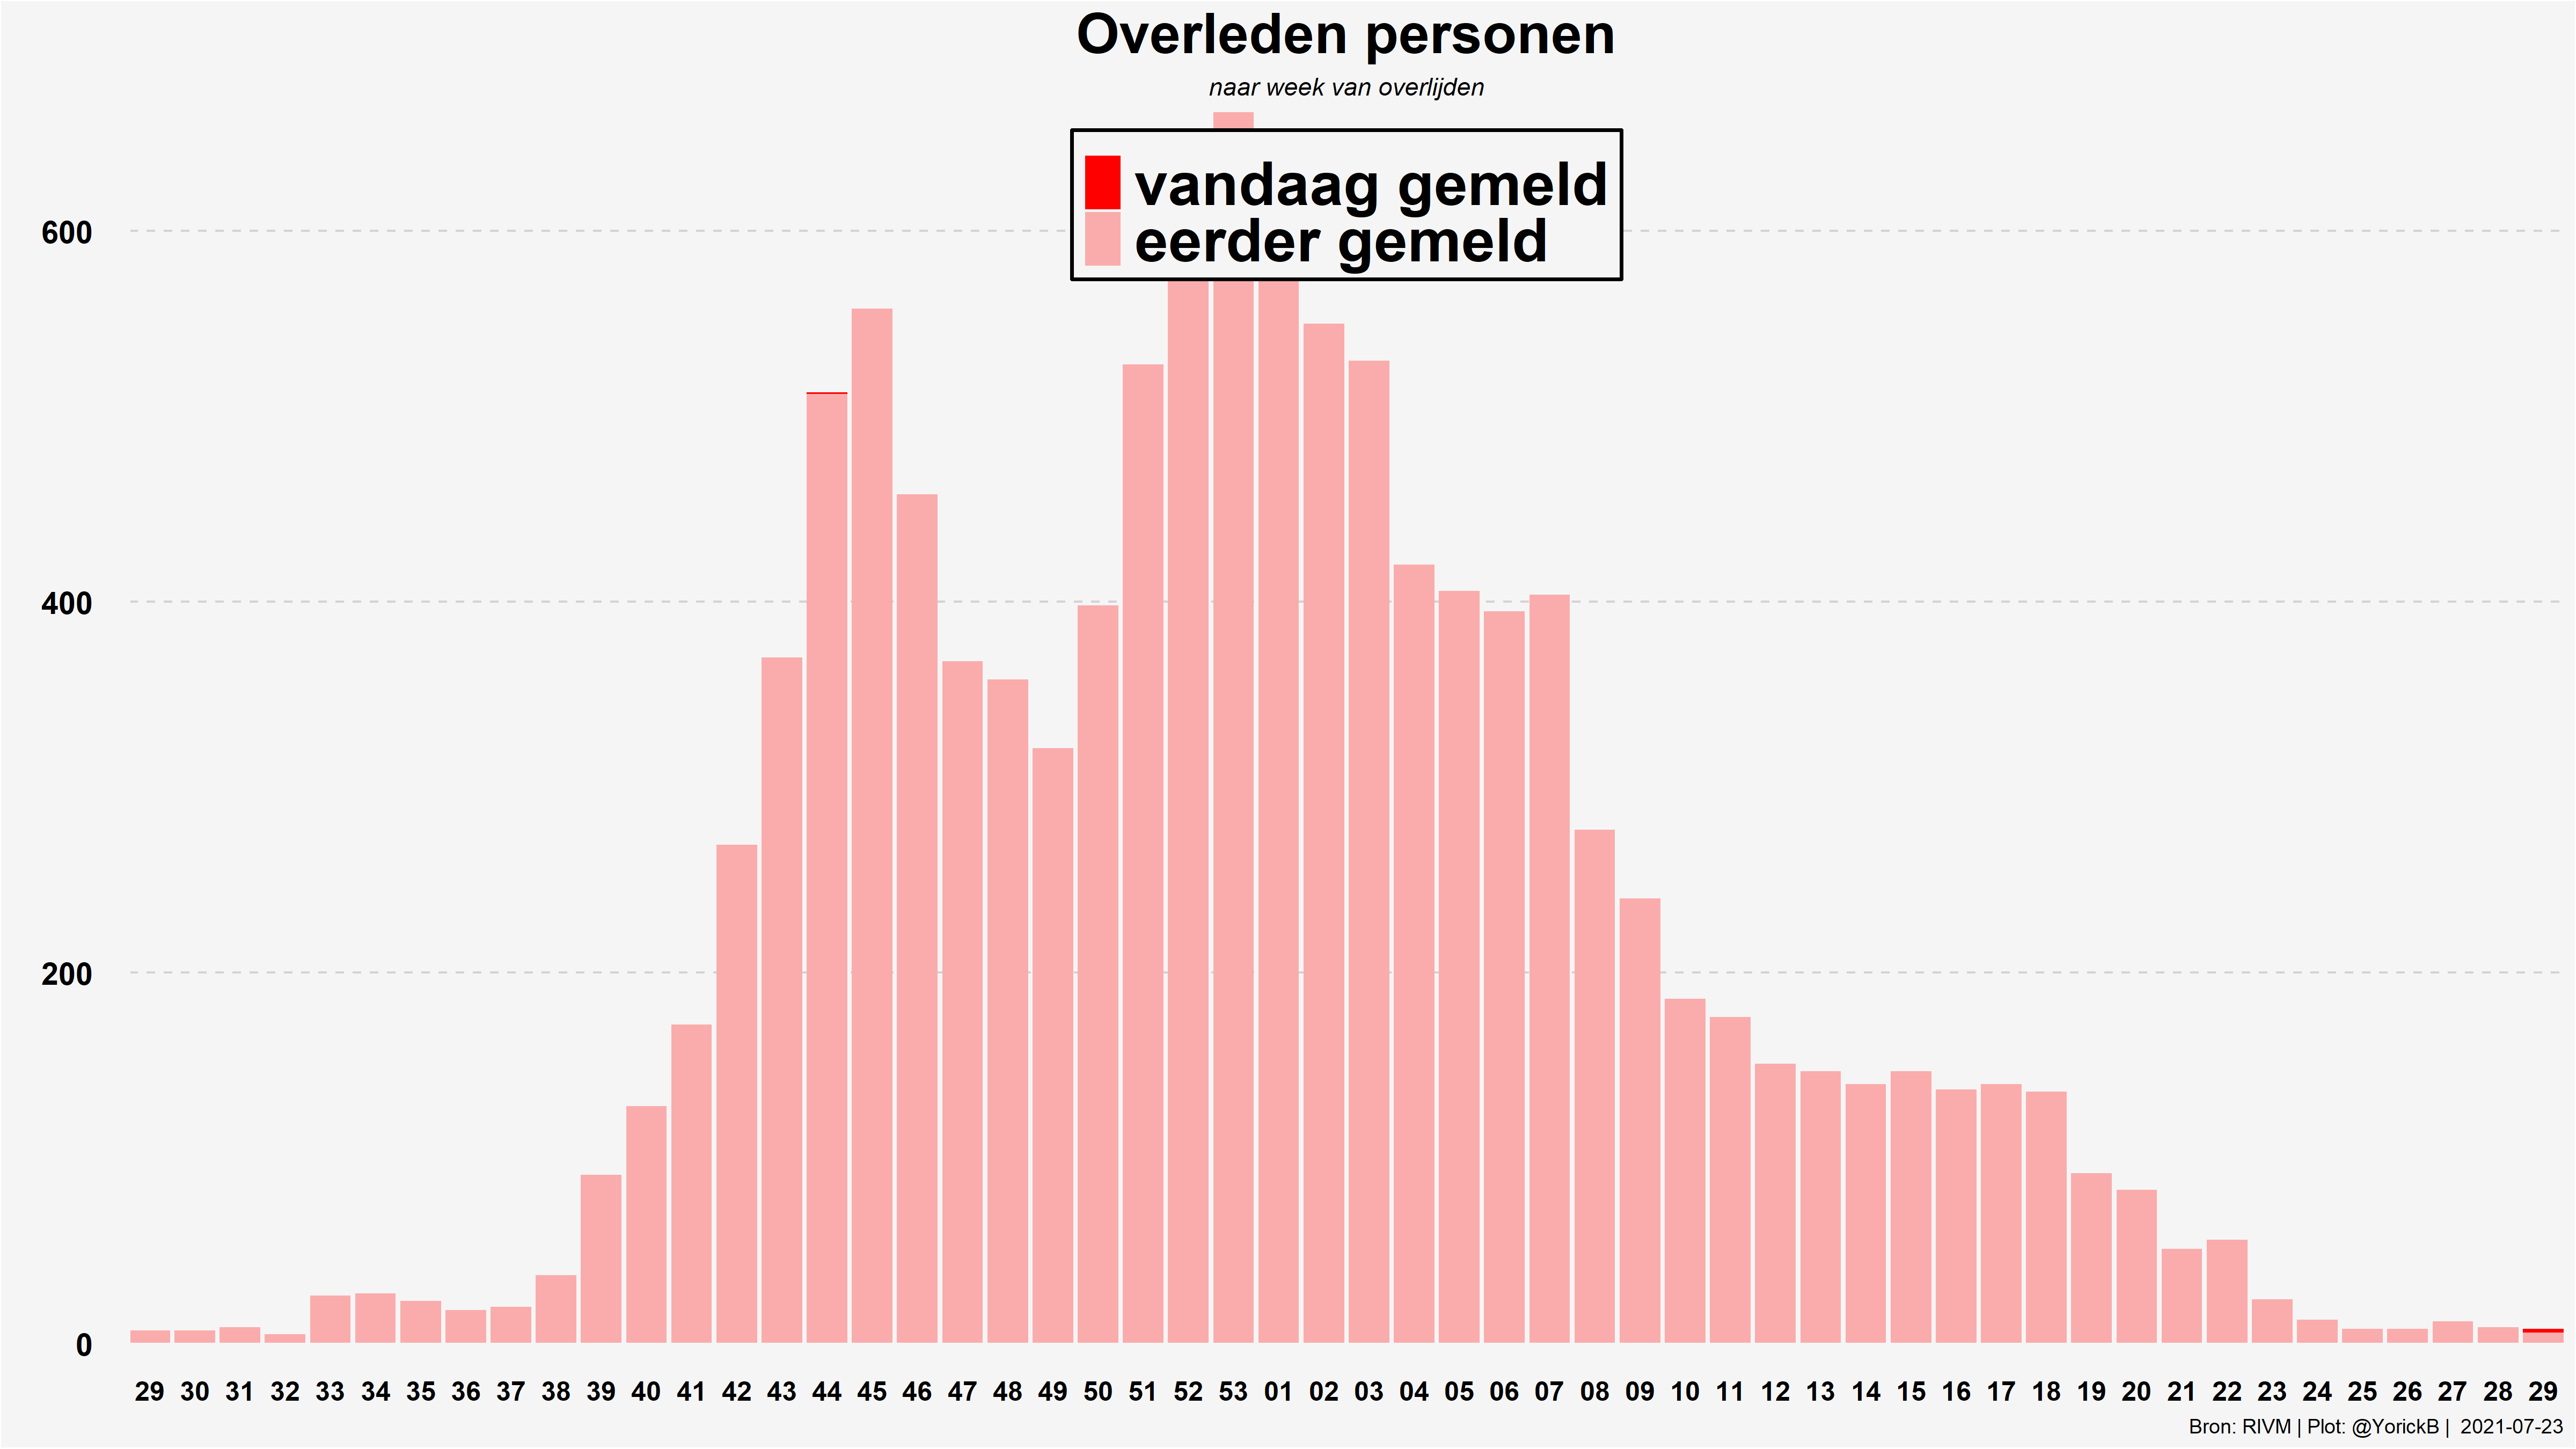 Overleden personen
naar week van overlijden
vandaag gemeld
eerder gemeld
600
400
200
0
29 30 31 32 33 34 35 36 37 38 39 40 41 42 43 44 45 46 47 48 49 50 51 52 53 01 02 03 04 05 06 07 08 09 10 11 12 13 14 15 16 17 18 19 20 21 22 23 24 25 26 27 28 29
Bron: RIVM | Plot: @YorickB | 2021-07-23